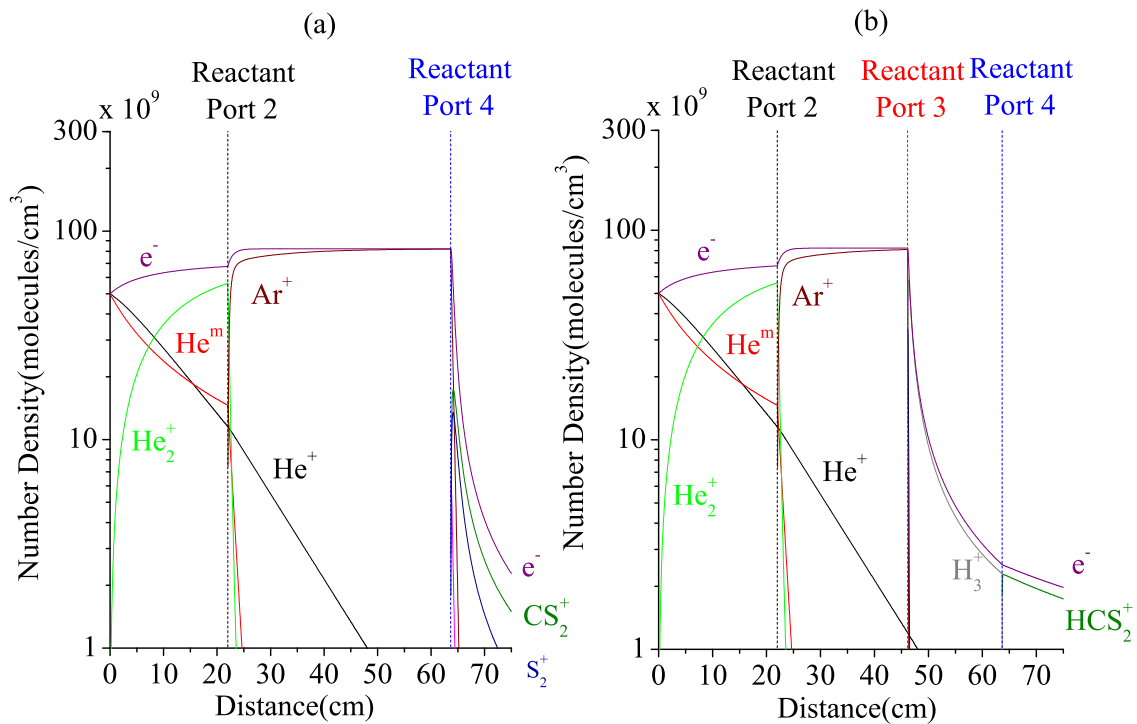 (a)
Reactant
Port 2
Reactant
Port 4
x 10^9
300
100
10
1
Number Density(molecules/cm^3)
e^-
He^m
He_2^+
Ar^+
He^+
e^-
CS_2^+
S_2^+
0 10 20 30 40 50 60 70
Distance(cm)
(b)
Reactant
Port 2
Reactant
Port 3
Reactant
Port 4
x 10^9
300
100
10
1
Number Density(molecules/cm^3)
e^-
He^m
He_2^+
Ar^+
He^+
H_3^+
e^-
HCS_2^+
0 10 20 30 40 50 60 70
Distance(cm)